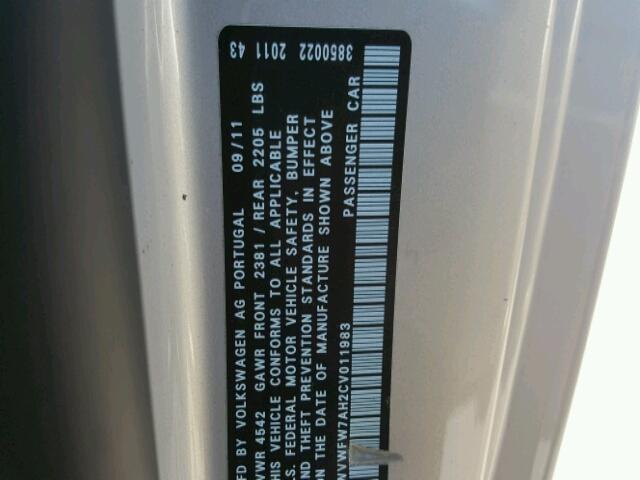 FD BY VOLKSWAGEN AG PORTUGAL 09/11
VWR 4542 GAWR FRONT 2381 / REAR 2205 LBS
HIS VEHICLE CONFORMS TO ALL APPLICABLE
.S. FEDERAL MOTOR VEHICLE SAFETY, BUMPER
ND THEFT PREVENTION STANDARDS IN EFFECT
N THE DATE OF MANUFACTURE SHOWN ABOVE
PASSENGER CAR
VWFW7AH2CV011983
3850022 2011 43